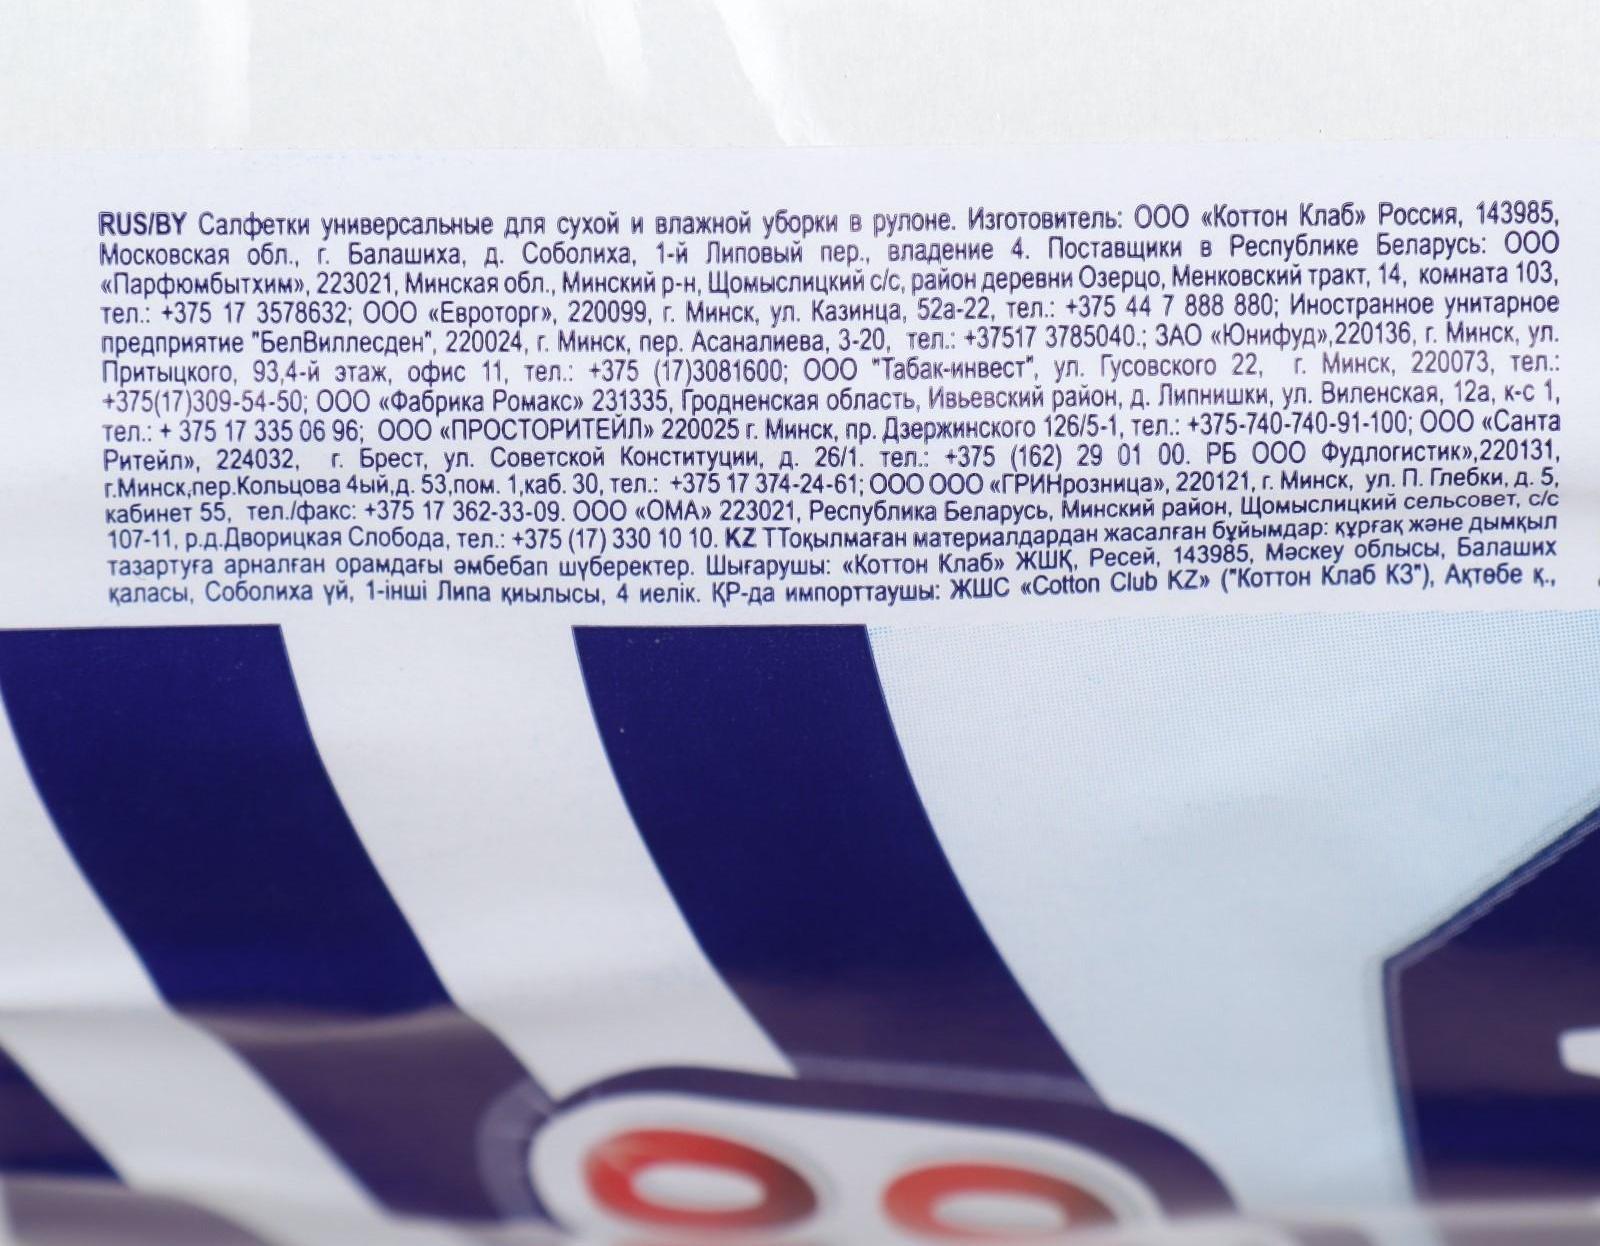 RUS/BY Салфетки универсальные для сухой и влажной уборки в рулоне. Изготовитель: ООО «Коттон Клаб» Россия, 143985,
Московская обл., г. Балашиха, д. Соболиха, 1-й Липовый пер., владение 4. Поставщики в Республике Беларусь: ООО
«Парфюмбытхим», 223021, Минская обл., Минский р-н, Щомыслицкий с/с, район деревни Озерцо, Менковский тракт, 14, комната 103,
тел.: +375 17 3578632; ООО «Евроторг», 220099, г. Минск, ул. Казинца, 52а-22, тел.: +375 44 7 888 880; Иностранное унитарное
предприятие "БелВиллесден", 220024, г. Минск, пер. Асаналиева, 3-20, тел.: +37517 3785040.; ЗАО «Юнифуд»,220136, г. Минск, ул.
Притыцкого, 93,4-й этаж, офис 11, тел.: +375 (17)3081600; ООО "Табак-инвест", ул. Гусовского 22, г. Минск, 220073, тел.:
+375(17)309-54-50; ООО «Фабрика Ромакс» 231335, Гродненская область, Ивьевский район, д. Липнишки, ул. Виленская, 12а, к-с 1,
тел.: + 375 17 335 06 96; ООО «ПРОСТОРИТЕЙЛ» 220025 г. Минск, пр. Дзержинского 126/5-1, тел.: +375-740-740-91-100; ООО «Санта
Ритейл», 224032, г. Брест, ул. Советской Конституции, д. 26/1. тел.: +375 (162) 29 01 00. РБ ООО Фудлогистик»,220131,
г.Минск,пер.Кольцова 4ый,д. 53,пом. 1,каб. 30, тел.: +375 17 374-24-61; ООО ООО «ГРИНрозница», 220121, г. Минск, ул. П. Глебки, д. 5,
кабинет 55, тел./факс: +375 17 362-33-09. ООО «ОМА» 223021, Республика Беларусь, Минский район, Щомыслицкий сельсовет, с/с
107-11, р.д.Дворицкая Слобода, тел.: +375 (17) 330 10 10. KZ ТТоқылмаған материалдардан жасалған бұйымдар: құрғақ және дымқыл
тазартуға арналған орамдағы әмбебап шүберектер. Шығарушы: «Коттон Клаб» ЖШҚ, Ресей, 143985, Мәскеу облысы, Балаших
қаласы, Соболиха үй, 1-інші Липа қиылысы, 4 иелік. ҚР-да импорттаушы: ЖШС «Cotton Club KZ» ("Коттон Клаб КЗ"), Ақтөбе қ.,